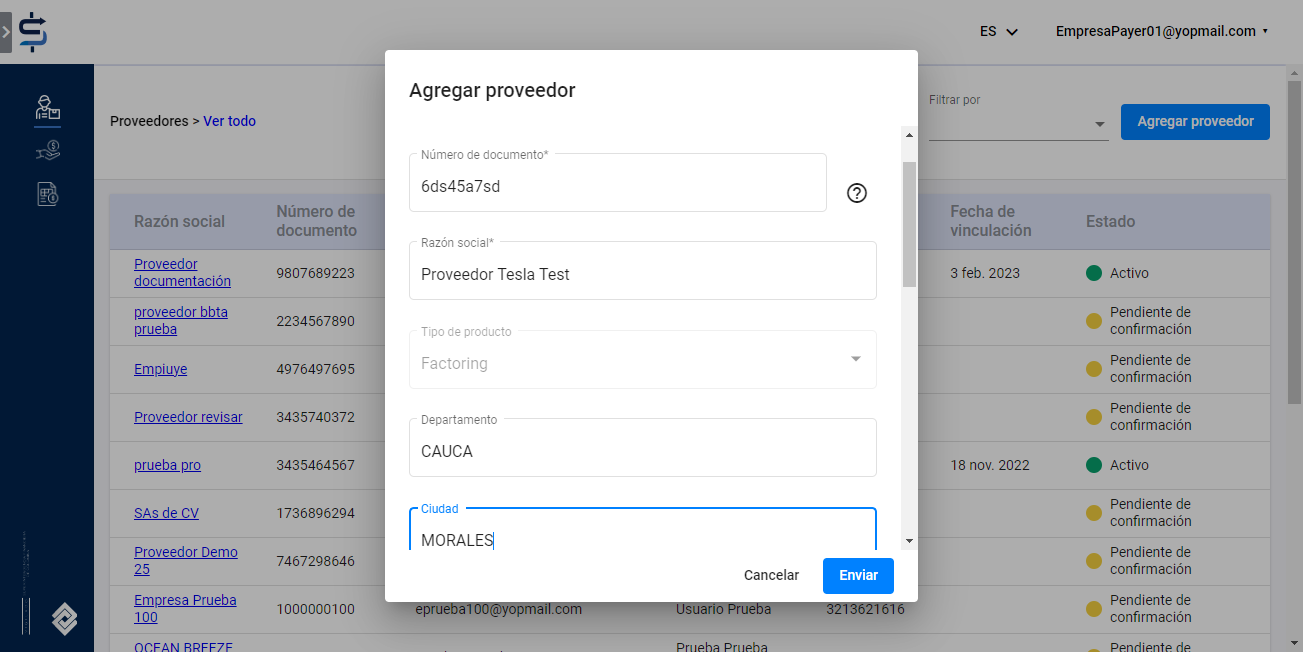 ES
EmpresaPayer01@yopmail.com
Proveedores > Ver todo
Filtrar por
Agregar proveedor
Agregar proveedor
Número de documento*
6ds45a7sd
Razón social*
Proveedor Tesla Test
Tipo de producto
Factoring
Departamento
CAUCA
Ciudad
MORALES
Cancelar
Enviar
Razón social
Número de
documento
Fecha de
vinculación
Estado
Proveedor
documentación
9807689223
3 feb. 2023
Activo
proveedor bbta
prueba
2234567890
Pendiente de
confirmación
Empiuye
4976497695
Pendiente de
confirmación
Proveedor revisar
3435740372
Pendiente de
confirmación
prueba pro
3435464567
18 nov. 2022
Activo
SAs de CV
1736896294
Pendiente de
confirmación
Proveedor Demo
25
7467298646
Pendiente de
confirmación
Empresa Prueba
100
1000000100
eprueba100@yopmail.com
Usuario Prueba
3213621616
Pendiente de
confirmación
OCEAN BREEZE
Prueba Prueba
Pendiente de